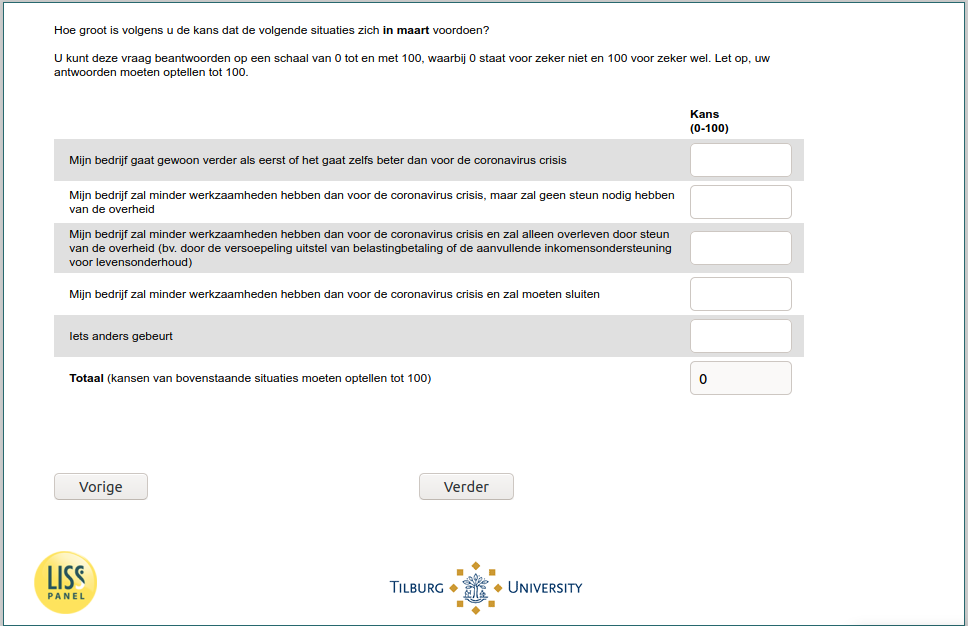 Hoe groot is volgens u de kans dat de volgende situaties zich in maart voordoen?
U kunt deze vraag beantwoorden op een schaal van 0 tot en met 100, waarbij 0 staat voor zeker niet en 100 voor zeker wel. Let op, uw
antwoorden moeten optellen tot 100.
Kans
(0-100)
Mijn bedrijf gaat gewoon verder als eerst of het gaat zelfs beter dan voor de coronavirus crisis
Mijn bedrijf zal minder werkzaamheden hebben dan voor de coronavirus crisis, maar zal geen steun nodig hebben
van de overheid
Mijn bedrijf zal minder werkzaamheden hebben dan voor de coronavirus crisis en zal alleen overleven door steun
van de overheid (bv. door de versoepeling uitstel van belastingbetaling of de aanvullende inkomensondersteuning
voor levensonderhoud)
Mijn bedrijf zal minder werkzaamheden hebben dan voor de coronavirus crisis en zal moeten sluiten
Iets anders gebeurt
Totaal (kansen van bovenstaande situaties moeten optellen tot 100)
0
Vorige
Verder
LISS
PANEL
TILBURG UNIVERSITY